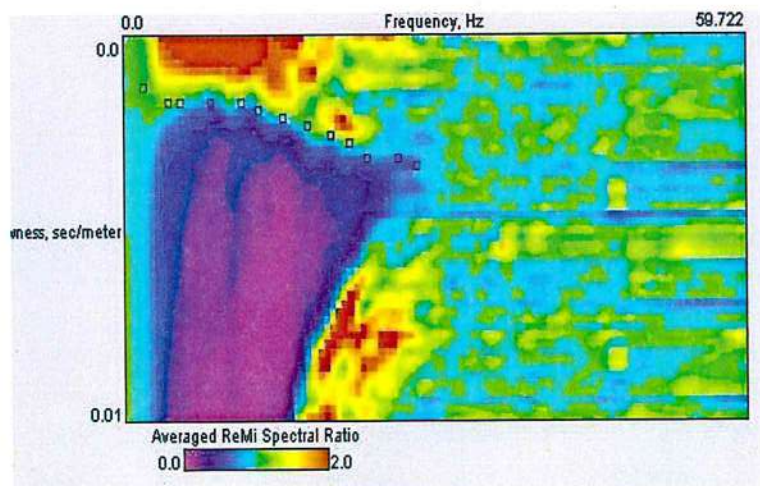 0.0 Frequency, Hz 59.722
0.0
sec/meter
0.01
Averaged ReMi Spectral Ratio
0.0 2.0